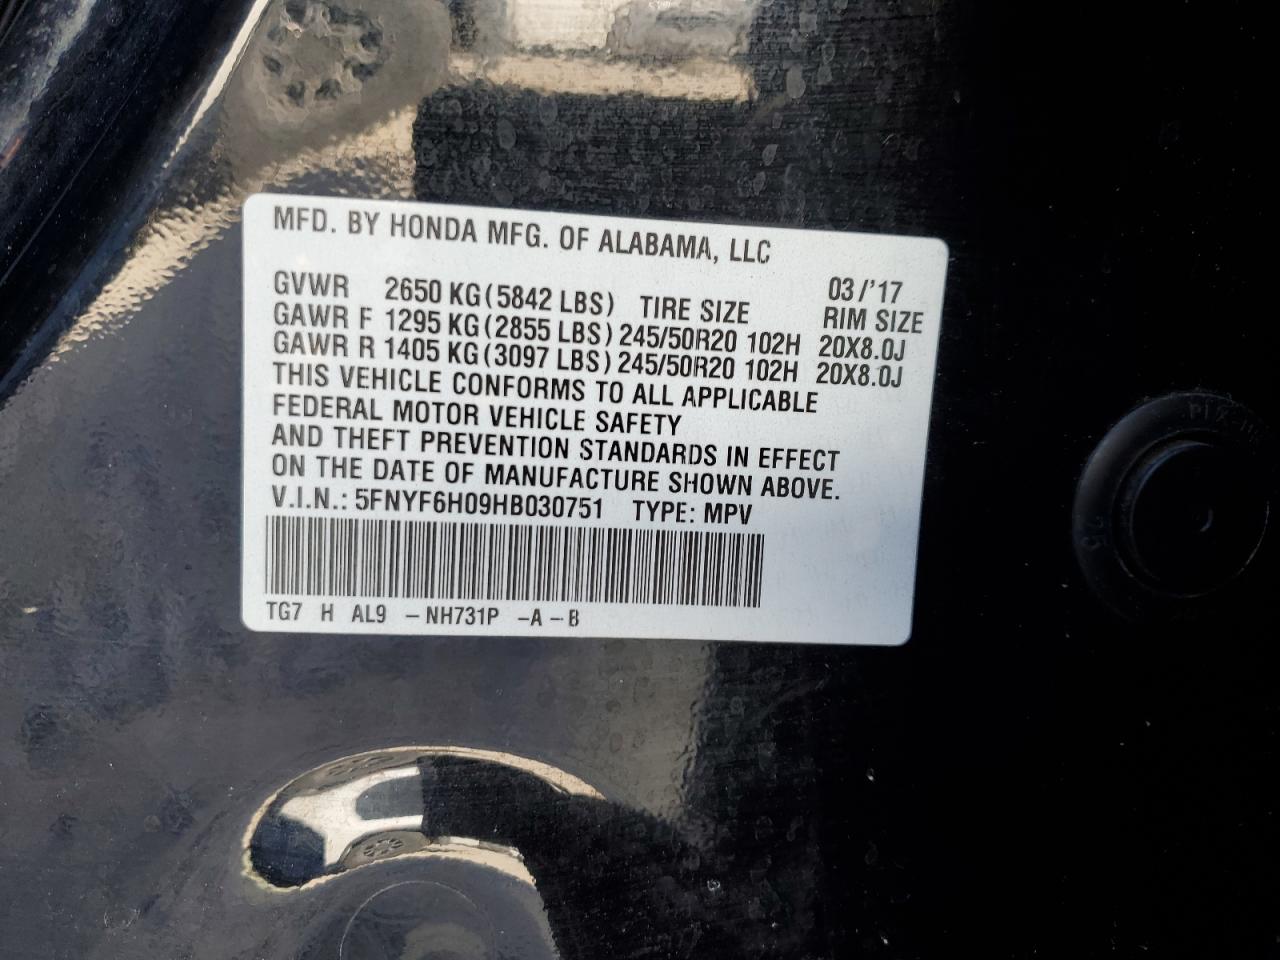 MFD. BY HONDA MFG. OF ALABAMA, LLC
03/'17
GVWR 2650 KG (5842 LBS) TIRE SIZE RIM SIZE
GAWR F 1295 KG (2855 LBS) 245/50R20 102H 20X8.0J
GAWR R 1405 KG (3097 LBS) 245/50R20 102H 20X8.0J
THIS VEHICLE CONFORMS TO ALL APPLICABLE
FEDERAL MOTOR VEHICLE SAFETY
AND THEFT PREVENTION STANDARDS IN EFFECT
ON THE DATE OF MANUFACTURE SHOWN ABOVE.
V.I.N.: 5FNYF6H09HB030751 TYPE: MPV
TG7 H AL9 – NH731P –A – B
25